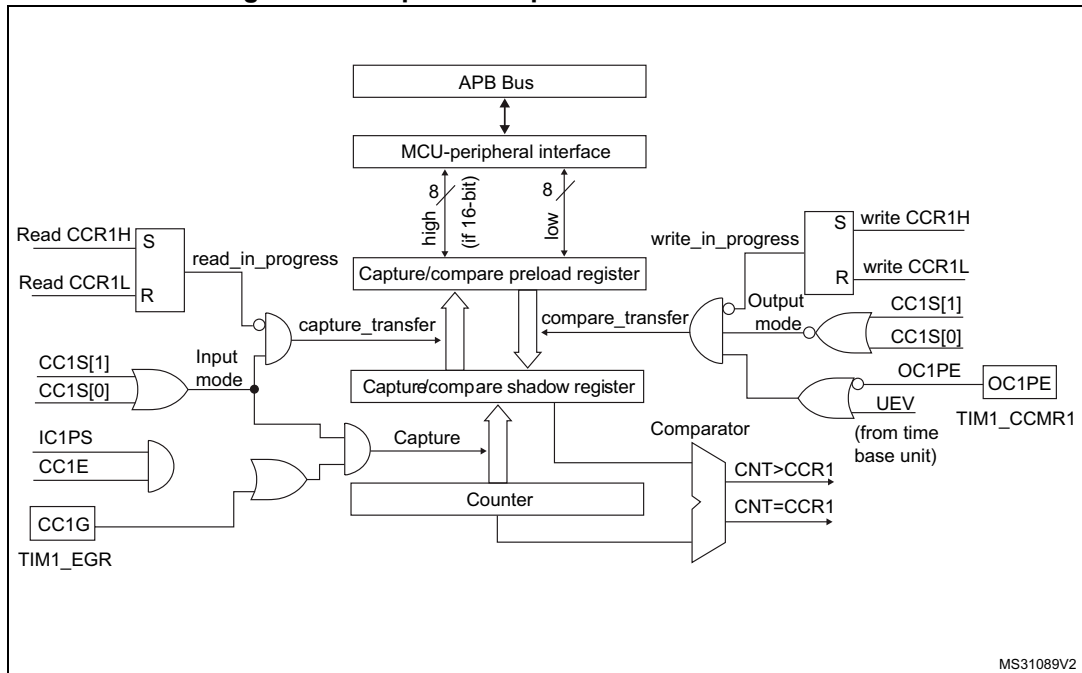 APB Bus
MCU-peripheral interface
8
high
(if 16-bit)
8
low
Read CCR1H
S
read_in_progress
Read CCR1L
R
write_in_progress
S
write CCR1H
R
write CCR1L
Capture/compare preload register
capture_transfer
compare_transfer
Output
mode
CC1S[1]
CC1S[0]
CC1S[1]
CC1S[0]
Input
mode
Capture/compare shadow register
OC1PE
OC1PE
UEV
TIM1_CCMR1
(from time
base unit)
IC1PS
CC1E
Capture
Comparator
CNT>CCR1
CNT=CCR1
Counter
CC1G
TIM1_EGR
MS31089V2